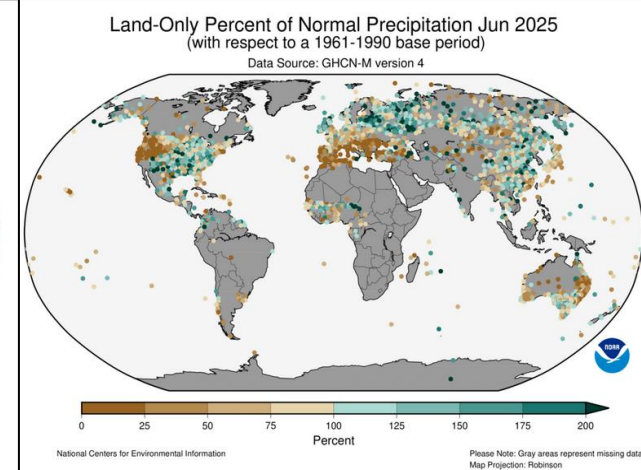 Land-Only Percent of Normal Precipitation Jun 2025
(with respect to a 1961-1990 base period)
Data Source: GHCN-M version 4
NOAA
0 25 50 75 100 125 150 175 200
Percent
National Centers for Environmental Information
Please Note: Gray areas represent missing data
Map Projection: Robinson